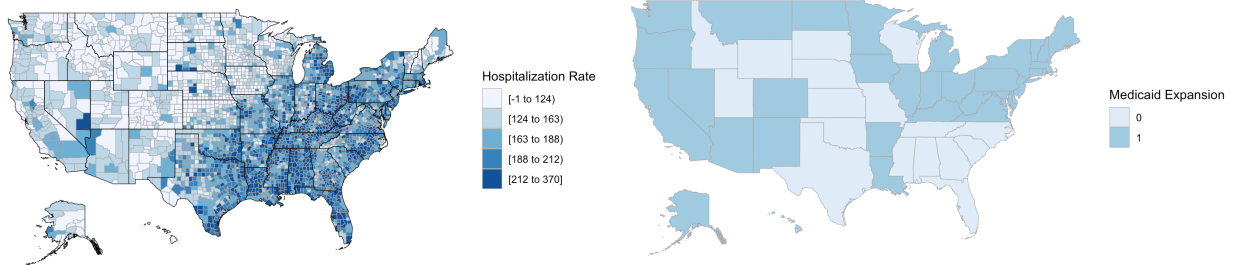 Hospitalization Rate
[-1 to 124)
[124 to 163)
[163 to 188)
[188 to 212)
[212 to 370]
Medicaid Expansion
0
1